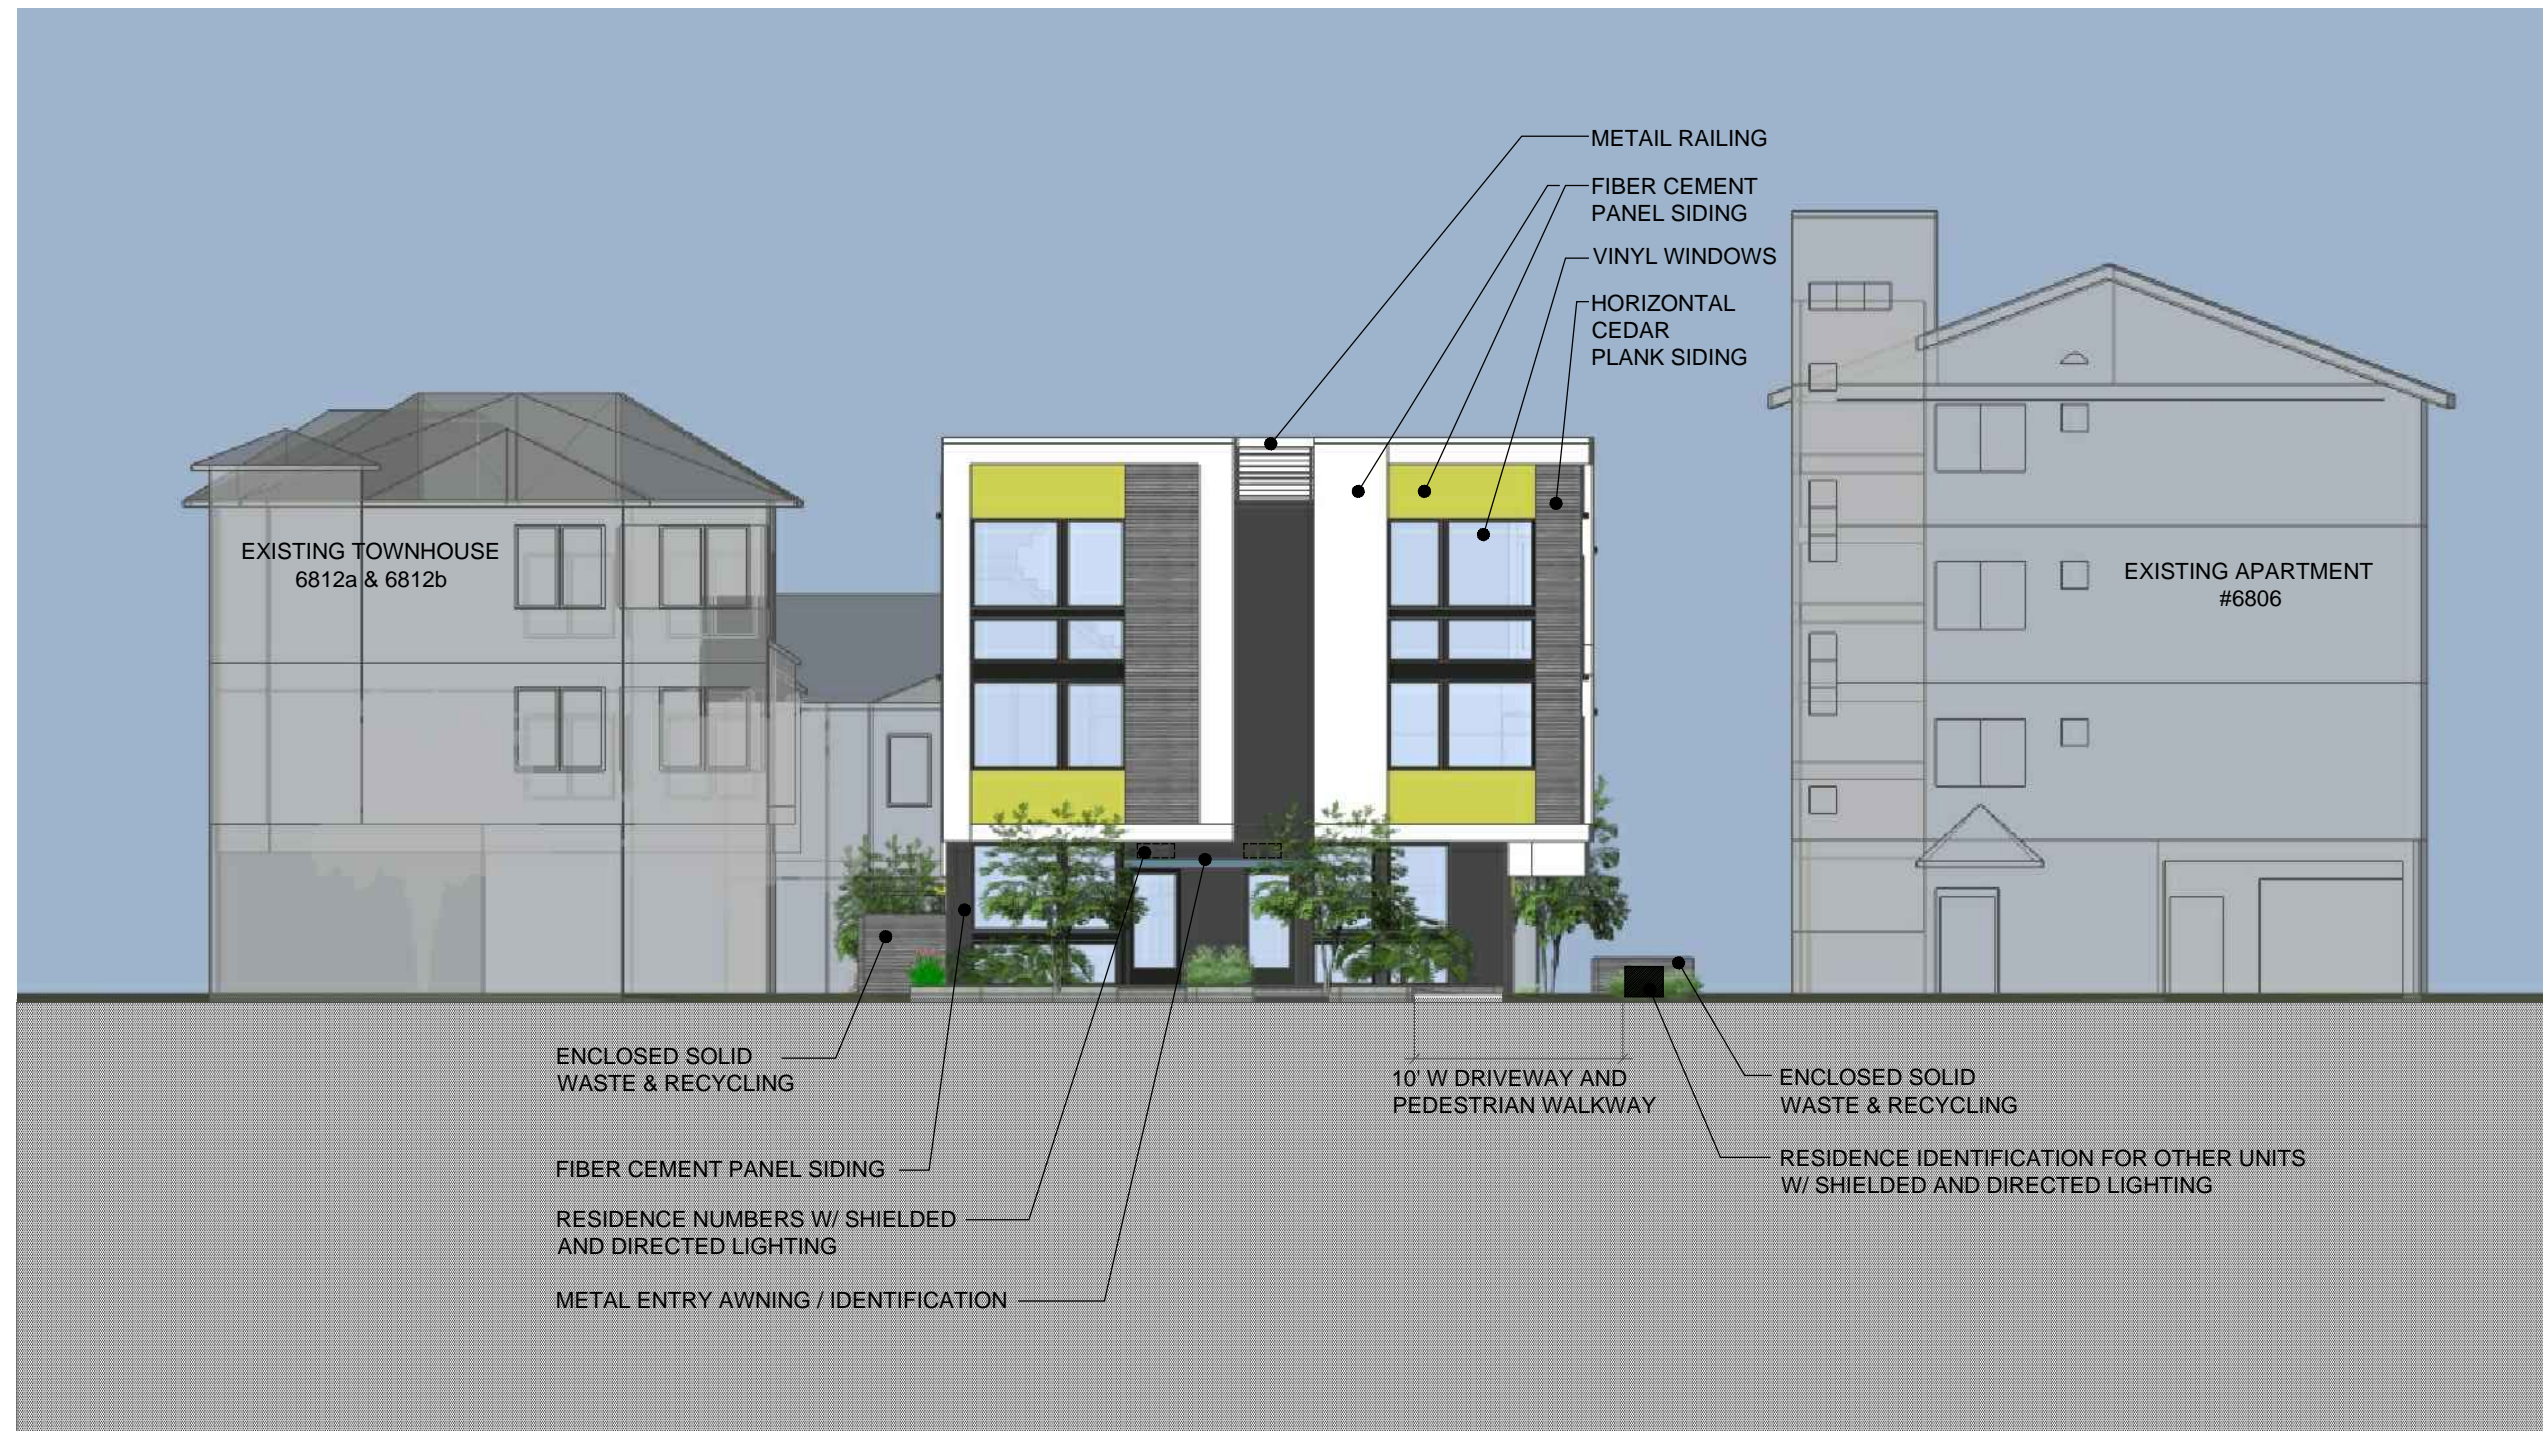 METAIL RAILING
FIBER CEMENT
PANEL SIDING
VINYL WINDOWS
HORIZONTAL
CEDAR
PLANK SIDING
EXISTING TOWNHOUSE
6812a & 6812b
EXISTING APARTMENT
#6806
ENCLOSED SOLID
WASTE & RECYCLING
FIBER CEMENT PANEL SIDING
RESIDENCE NUMBERS W/ SHIELDED
AND DIRECTED LIGHTING
METAL ENTRY AWNING / IDENTIFICATION
10' W DRIVEWAY AND
PEDESTRIAN WALKWAY
ENCLOSED SOLID
WASTE & RECYCLING
RESIDENCE IDENTIFICATION FOR OTHER UNITS
W/ SHIELDED AND DIRECTED LIGHTING